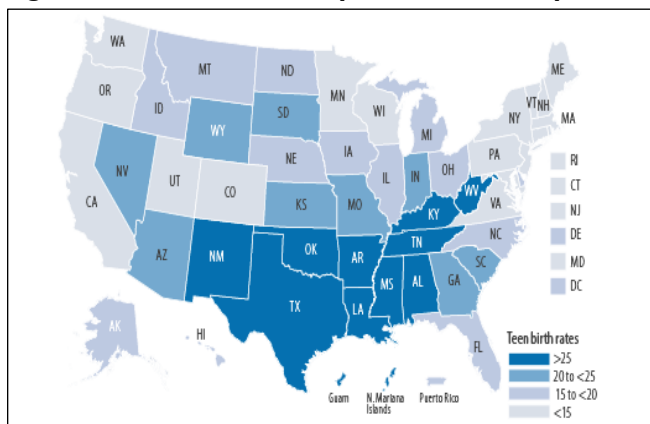 WA
ME
MT
ND
OR
MN
VT NH
ID
SD
WI
NY
MA
WY
MI
RI
IA
PA
NE
NV
OH
CT
IL
IN
UT
CO
WV
NJ
CA
VA
KS
MO
KY
DE
NC
TN
MD
AZ
OK
NM
AR
SC
DC
MS
AL
GA
TX
LA
AK
HI
FL
Teen birth rates
>25
20 to <25
15 to <20
<15
Guam
N. Mariana
Islands
Puerto Rico